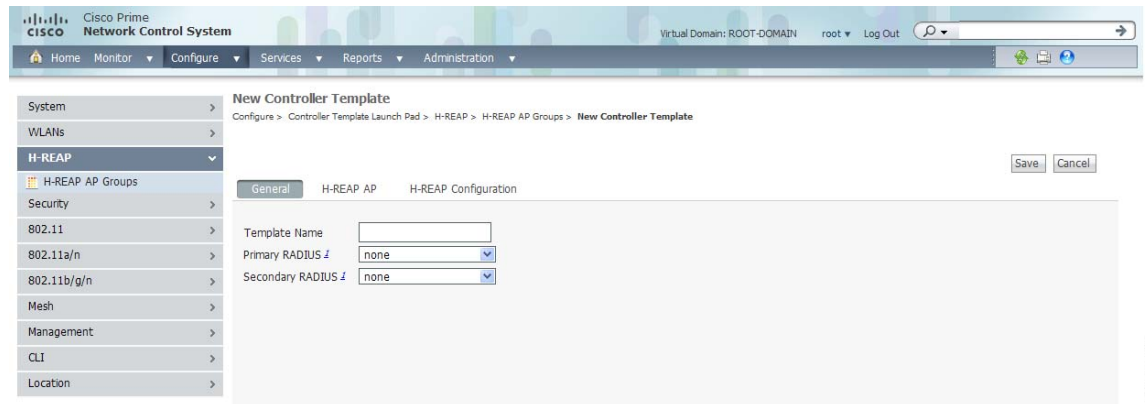 Cisco Prime
CISCO Network Control System
Virtual Domain: ROOT-DOMAIN root Log Out
Home Monitor Configure Services Reports Administration
System
WLANs
H-REAP
H-REAP AP Groups
Security
802.11
802.11a/n
802.11b/g/n
Mesh
Management
CLI
Location
New Controller Template
Configure > Controller Template Launch Pad > H-REAP > H-REAP AP Groups > New Controller Template
Save Cancel
General H-REAP AP H-REAP Configuration
Template Name
Primary RADIUS 1 none
Secondary RADIUS 1 none